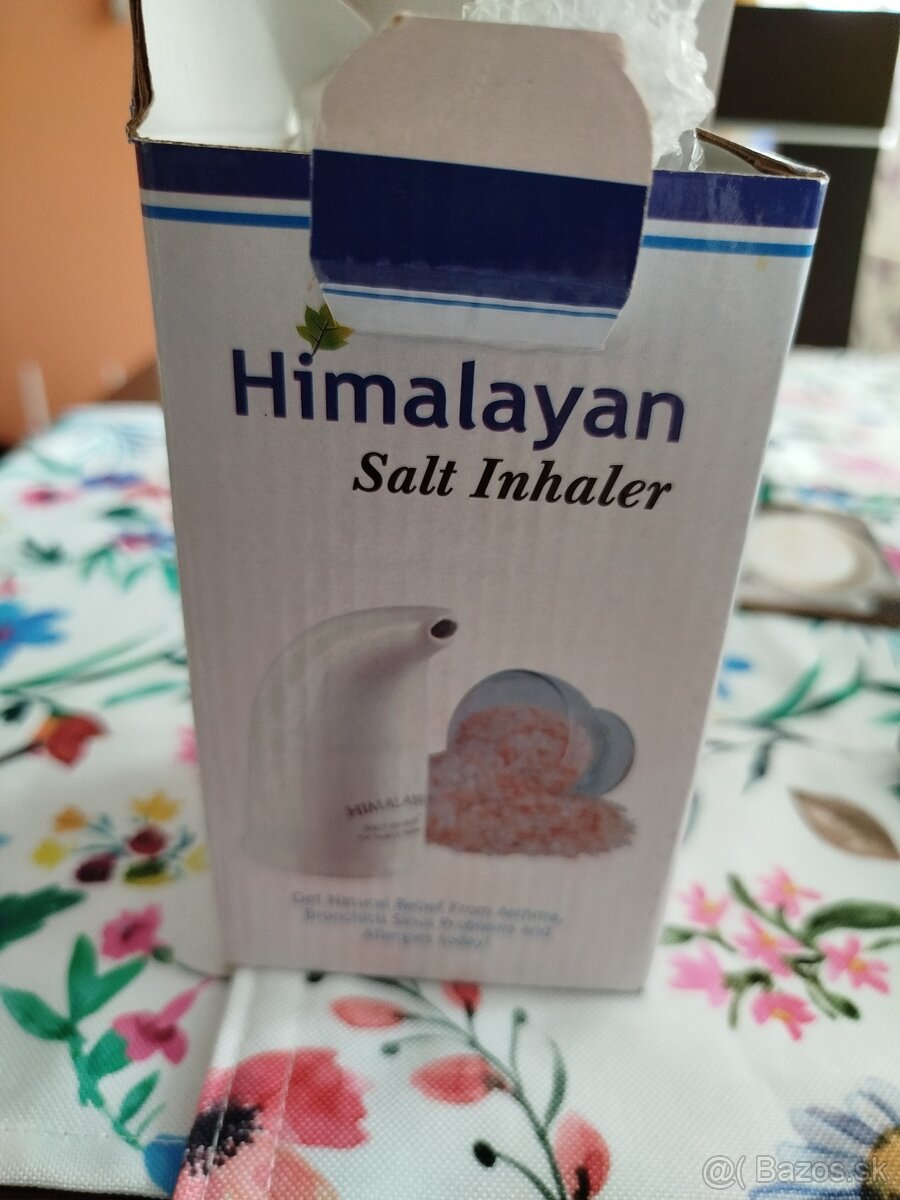 Himalayan
Salt Inhaler
Get Natural Relief From Asthma,
Bronchitis Sinus Problems and
Allergies today!
@( Bazos.sk